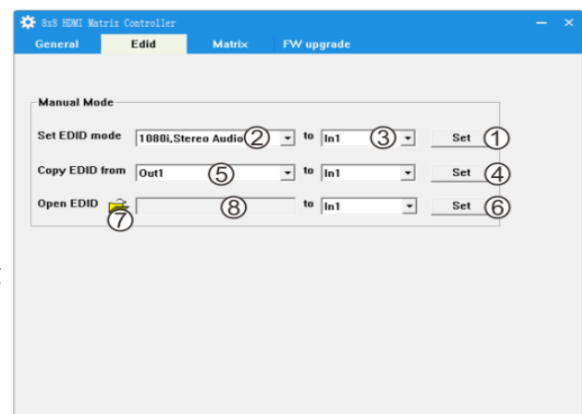 8x8 HDMI Matrix Controller
General Edid Matrix FW upgrade
Manual Mode
Set EDID mode 1080i,Stereo Audio ② to In1 ③ Set ①
Copy EDID from Out1 ⑤ to In1 Set ④
Open EDID ⑦ ⑧ to In1 Set ⑥